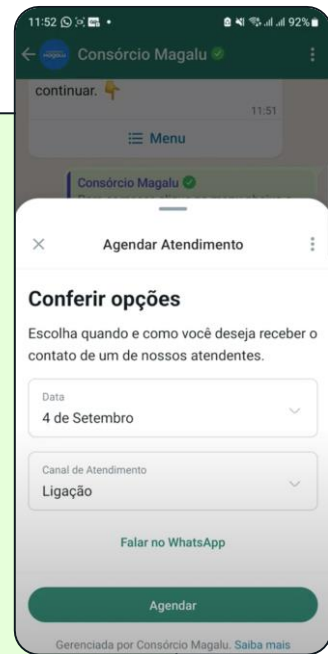 11:52
92%
Consórcio Magalu
continuar. 👇
11:51
Menu
Consórcio Magalu
Agendar Atendimento
Conferir opções
Escolha quando e como você deseja receber o
contato de um de nossos atendentes.
Data
4 de Setembro
Canal de Atendimento
Ligação
Falar no WhatsApp
Agendar
Gerenciada por Consórcio Magalu. Saiba mais